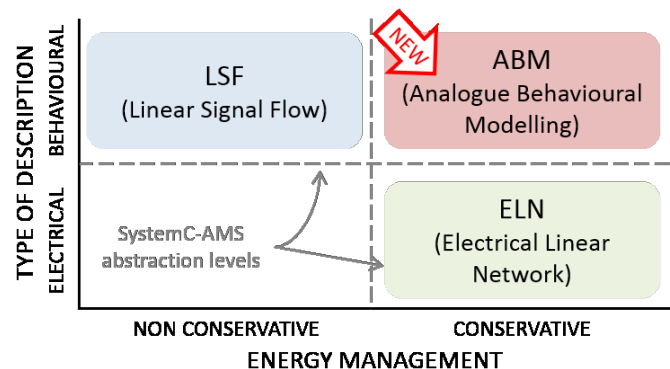 TYPE OF DESCRIPTION
BEHAVIOURAL
ELECTRICAL
LSF
(Linear Signal Flow)
NEW
ABM
(Analogue Behavioural
Modelling)
SystemC-AMS
abstraction levels
ELN
(Electrical Linear
Network)
NON CONSERVATIVE
CONSERVATIVE
ENERGY MANAGEMENT